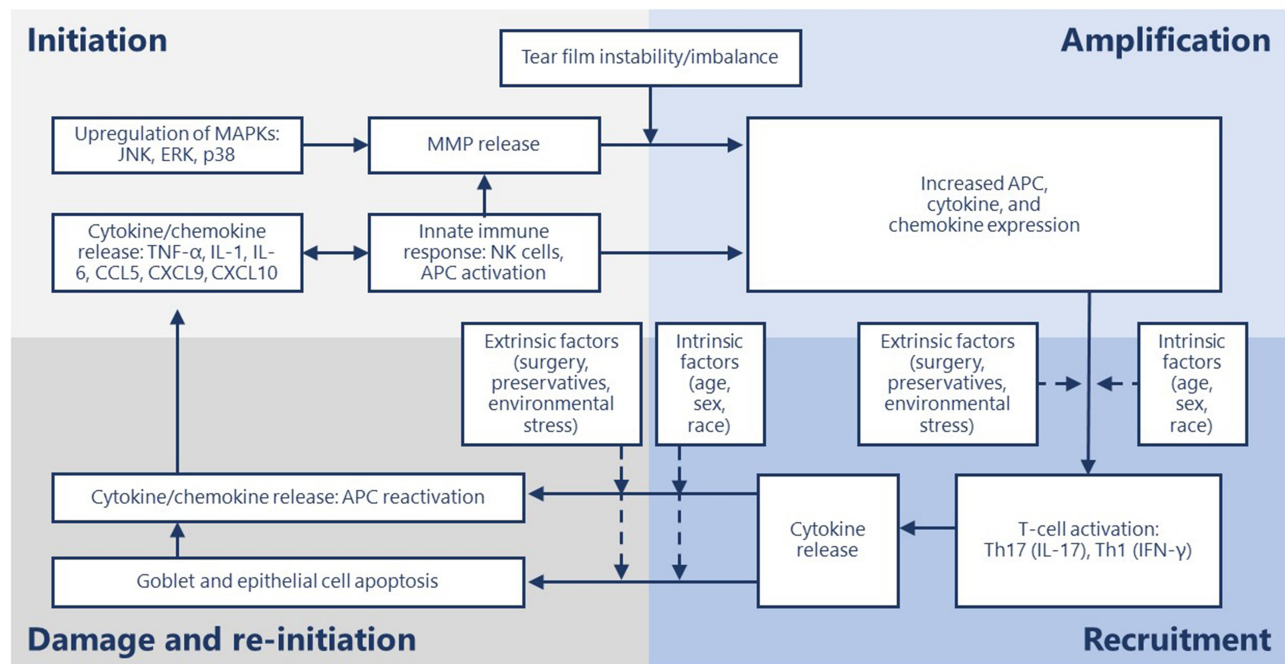 Initiation
Amplification
Tear film instability/imbalance
Upregulation of MAPKs:
JNK, ERK, p38
MMP release
Increased APC,
cytokine, and
chemokine expression
Cytokine/chemokine
release: TNF-α, IL-1, IL-
6, CCL5, CXCL9, CXCL10
Innate immune
response: NK cells,
APC activation
Extrinsic factors
(surgery,
preservatives,
environmental
stress)
Intrinsic
factors
(age,
sex,
race)
Extrinsic factors
(surgery,
preservatives,
environmental
stress)
Intrinsic
factors
(age,
sex,
race)
Cytokine/chemokine release: APC reactivation
Cytokine
release
T-cell activation:
Th17 (IL-17), Th1 (IFN-γ)
Goblet and epithelial cell apoptosis
Damage and re-initiation
Recruitment